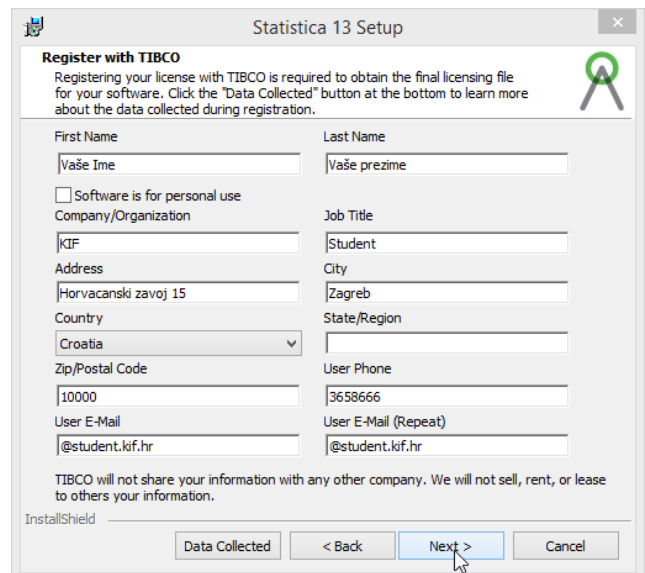 Statistica 13 Setup
Register with TIBCO
Registering your license with TIBCO is required to obtain the final licensing file
for your software. Click the "Data Collected" button at the bottom to learn more
about the data collected during registration.
First Name
Last Name
Vaše Ime
Vaše prezime
Software is for personal use
Company/Organization
Job Title
KIF
Student
Address
City
Horvacanski zavoj 15
Zagreb
Country
State/Region
Croatia
Zip/Postal Code
User Phone
10000
3658666
User E-Mail
User E-Mail (Repeat)
@student.kif.hr
@student.kif.hr
TIBCO will not share your information with any other company. We will not sell, rent, or lease
to others your information.
InstallShield
Data Collected
< Back
Next >
Cancel